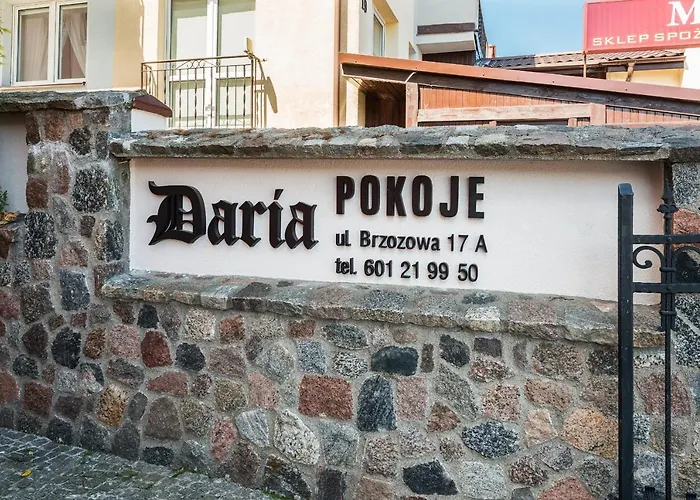 M
SKLEP SPOŻ
Daria
POKOJE
ul. Brzozowa 17 A
tel. 601 21 99 50